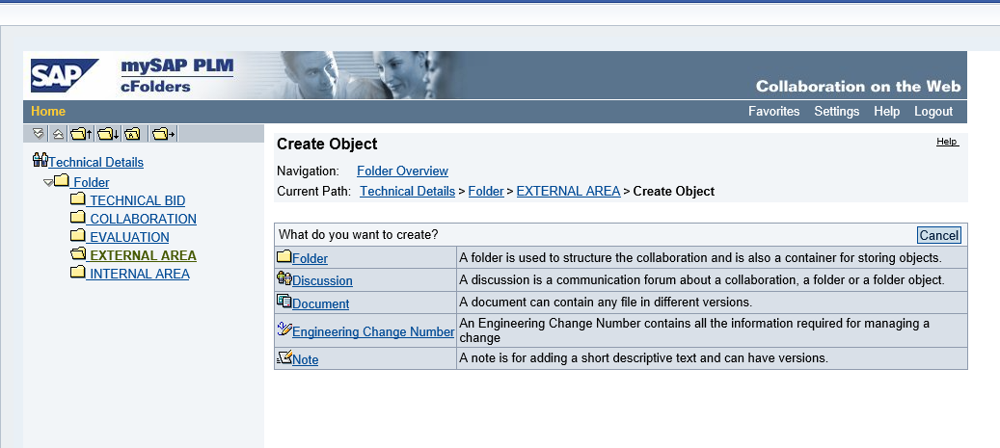 SAP
mySAP PLM
cFolders
Collaboration on the Web
Home
Favorites Settings Help Logout
Technical Details
Folder
TECHNICAL BID
COLLABORATION
EVALUATION
EXTERNAL AREA
INTERNAL AREA
Create Object
Help
Navigation: Folder Overview
Current Path: Technical Details > Folder > EXTERNAL AREA > Create Object
What do you want to create? Cancel
Folder A folder is used to structure the collaboration and is also a container for storing objects.
Discussion A discussion is a communication forum about a collaboration, a folder or a folder object.
Document A document can contain any file in different versions.
Engineering Change Number An Engineering Change Number contains all the information required for managing a
change
Note A note is for adding a short descriptive text and can have versions.